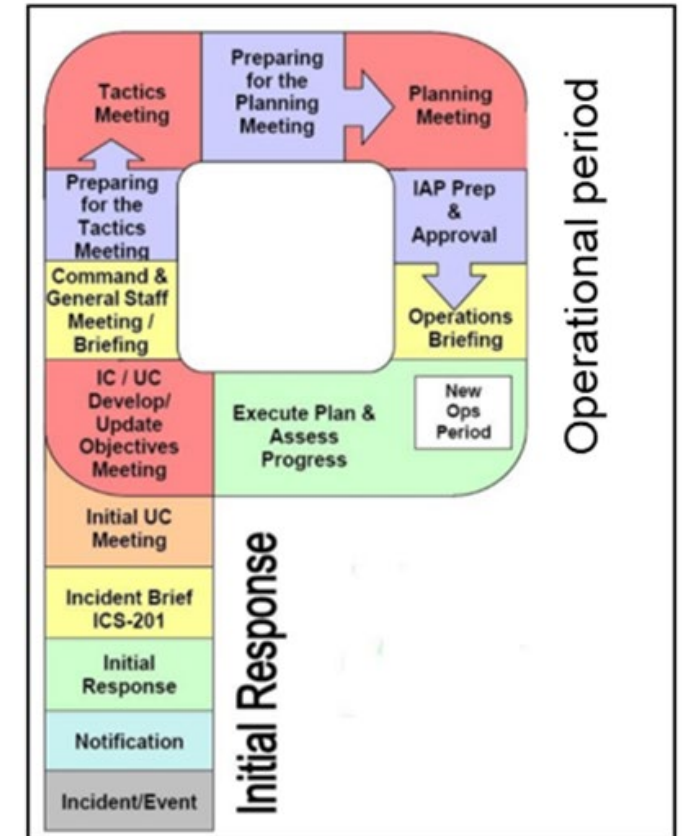 Tactics
Meeting
Preparing
for the
Planning
Meeting
Planning
Meeting
Preparing
for the
Tactics
Meeting
IAP Prep
&
Approval
Command &
General Staff
Meeting /
Briefing
Operations
Briefing
IC / UC
Develop/
Update
Objectives
Meeting
Execute Plan &
Assess
Progress
New
Ops
Period
Initial UC
Meeting
Incident Brief
ICS-201
Initial
Response
Notification
Incident/Event
Initial Response
Operational period